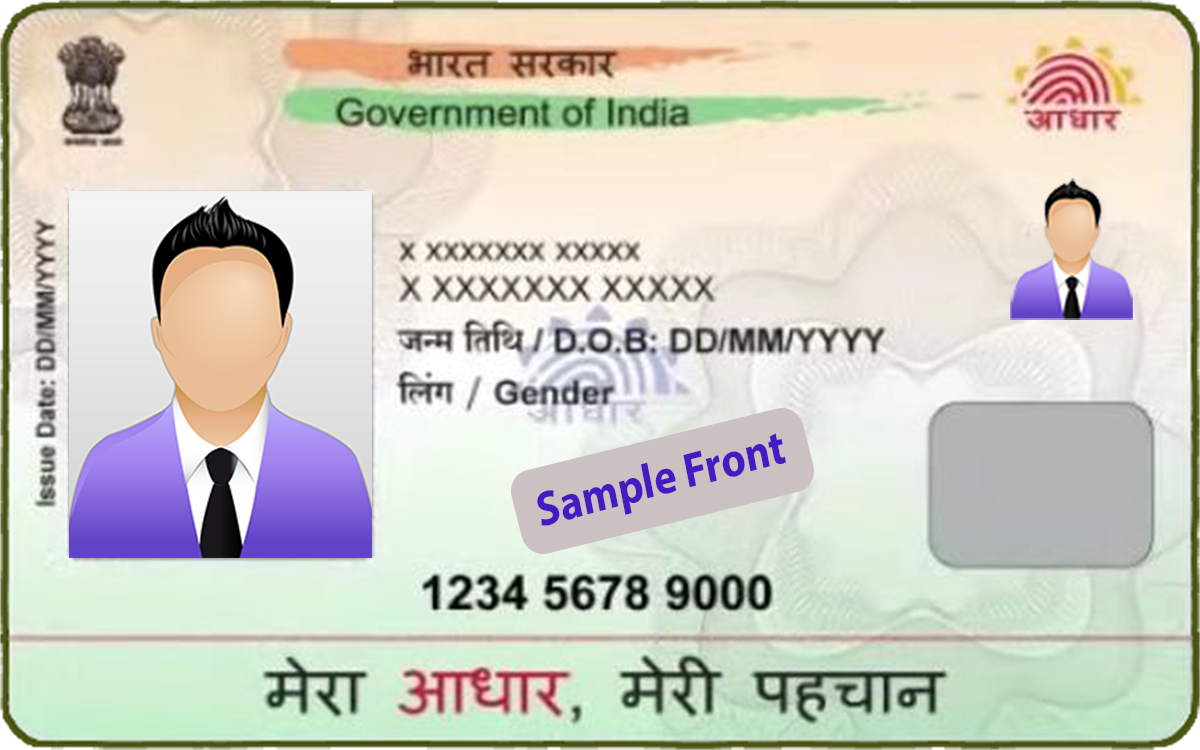 भारत सरकार
Government of India
आधार
Issue Date: DD/MM/YYYY
X XXXXXXX XXXXX
X XXXXXXX XXXXX
जन्म तिथि / D.O.B: DD/MM/YYYY
लिंग / Gender
आधार
Sample Front
1234 5678 9000
मेरा आधार, मेरी पहचान